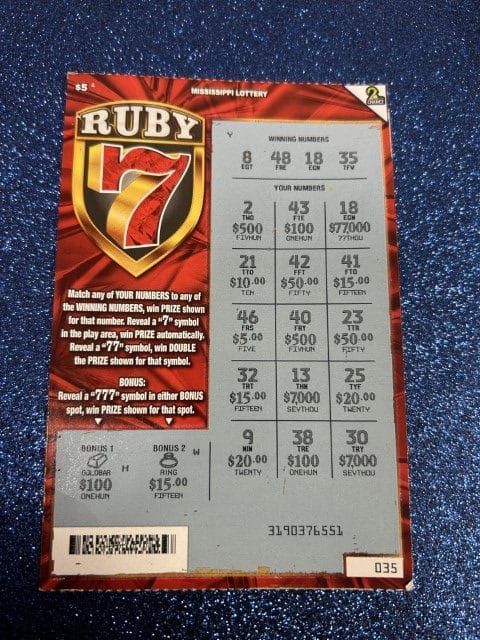 $5
MISSISSIPPI LOTTERY
2nd CHANCE
RUBY
7
WINNING NUMBERS
8 48 18 35
EGT FRE EGN TFV
YOUR NUMBERS
2 43 18
TWO FTE EGN
$500 $100 $77,000
FIVHUN ONEHUN 77THOU
21 42 41
TTO FFT FTO
$10.00 $50.00 $15.00
TEN FIFTY FIFTEEN
46 40 23
FRS FRY TTR
$5.00 $500 $50.00
FIVE FIVHUN FIFTY
32 13 25
TRT THN TYF
$15.00 $7,000 $20.00
FIFTEEN SEVTHOU TWENTY
9 38 30
NIN TRE TRY
$20.00 $100 $7,000
TWENTY ONEHUN SEVTHOU
Match any of YOUR NUMBERS to any of
the WINNING NUMBERS, win PRIZE shown
for that number. Reveal a "7" symbol
in the play area, win PRIZE automatically.
Reveal a "77" symbol, win DOUBLE
the PRIZE shown for that symbol.
BONUS:
Reveal a "777" symbol in either BONUS
spot, win PRIZE shown for that spot.
BONUS 1 BONUS 2
GOLDBAR RING
$100 $15.00
ONEHUN FIFTEEN
Y
H
W
3190376551
035